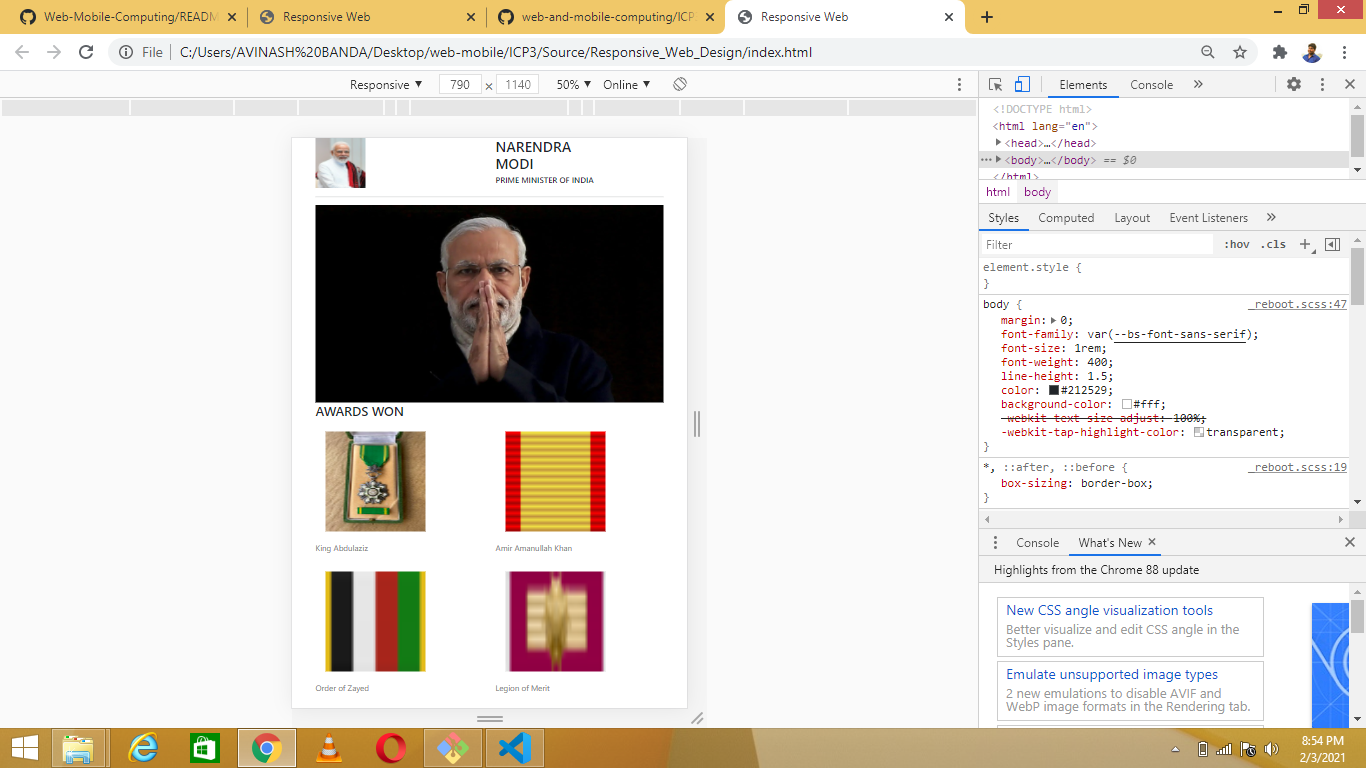 Web-Mobile-Computing/READM
Responsive Web
web-and-mobile-computing/ICP
Responsive Web
File
C:/Users/AVINASH%20BANDA/Desktop/web-mobile/ICP3/Source/Responsive_Web_Design/index.html
Responsive ▼ 790 × 1140 50% ▼ Online ▼
Elements Console »
<!DOCTYPE html>
<html lang="en">
<head>…</head>
<body>…</body> == $0
</html>
html body
Styles Computed Layout Event Listeners »
Filter :hov .cls +
element.style {
}
body { _reboot.scss:47
margin: 0;
font-family: var(--bs-font-sans-serif);
font-size: 1rem;
font-weight: 400;
line-height: 1.5;
color: #212529;
background-color: #fff;
-webkit-text-size-adjust: 100%;
-webkit-tap-highlight-color: transparent;
}
*, ::after, ::before { _reboot.scss:19
box-sizing: border-box;
}
Console What's New
Highlights from the Chrome 88 update
New CSS angle visualization tools
Better visualize and edit CSS angle in the
Styles pane.
Emulate unsupported image types
2 new emulations to disable AVIF and
WebP image formats in the Rendering tab.
NARENDRA
MODI
PRIME MINISTER OF INDIA
AWARDS WON
King Abdulaziz
Amir Amanullah Khan
Order of Zayed
Legion of Merit
8:54 PM
2/3/2021